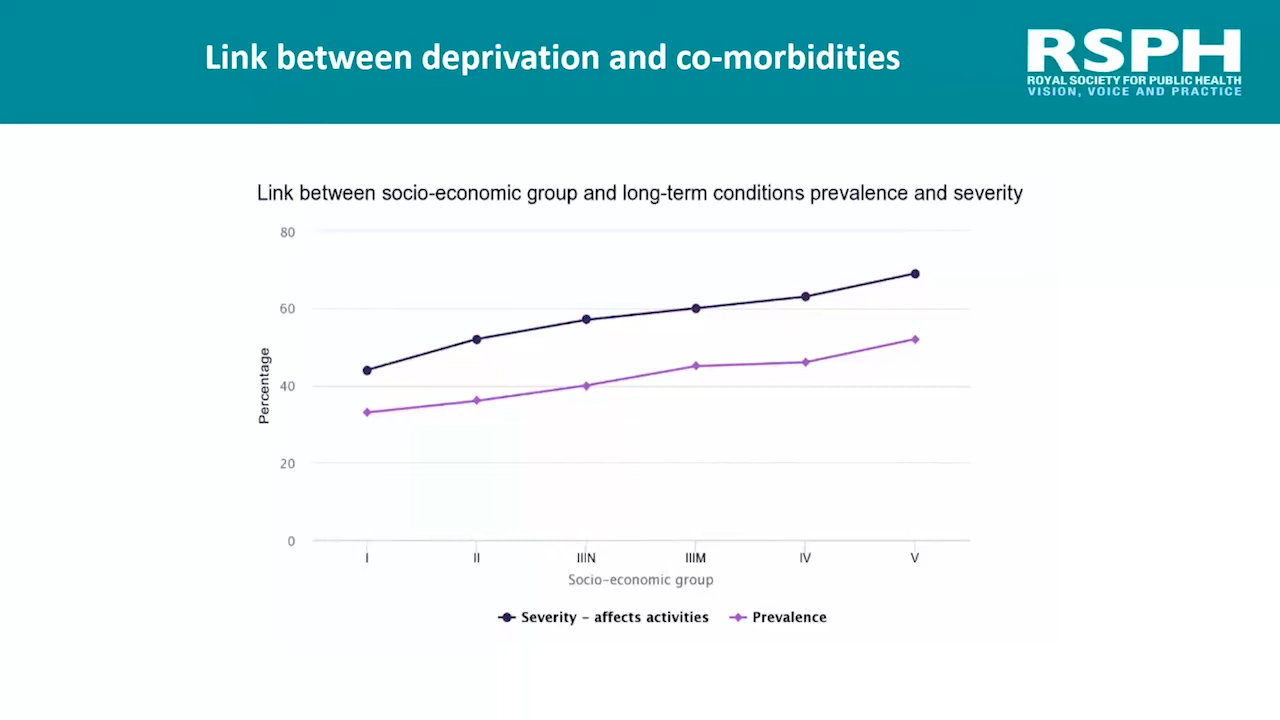 Link between deprivation and co-morbidities
RSPH
ROYAL SOCIETY FOR PUBLIC HEALTH
VISION, VOICE AND PRACTICE
Link between socio-economic group and long-term conditions prevalence and severity
80
60
40
20
0
Percentage
I II IIIN IIIM IV V
Socio-economic group
Severity - affects activities Prevalence